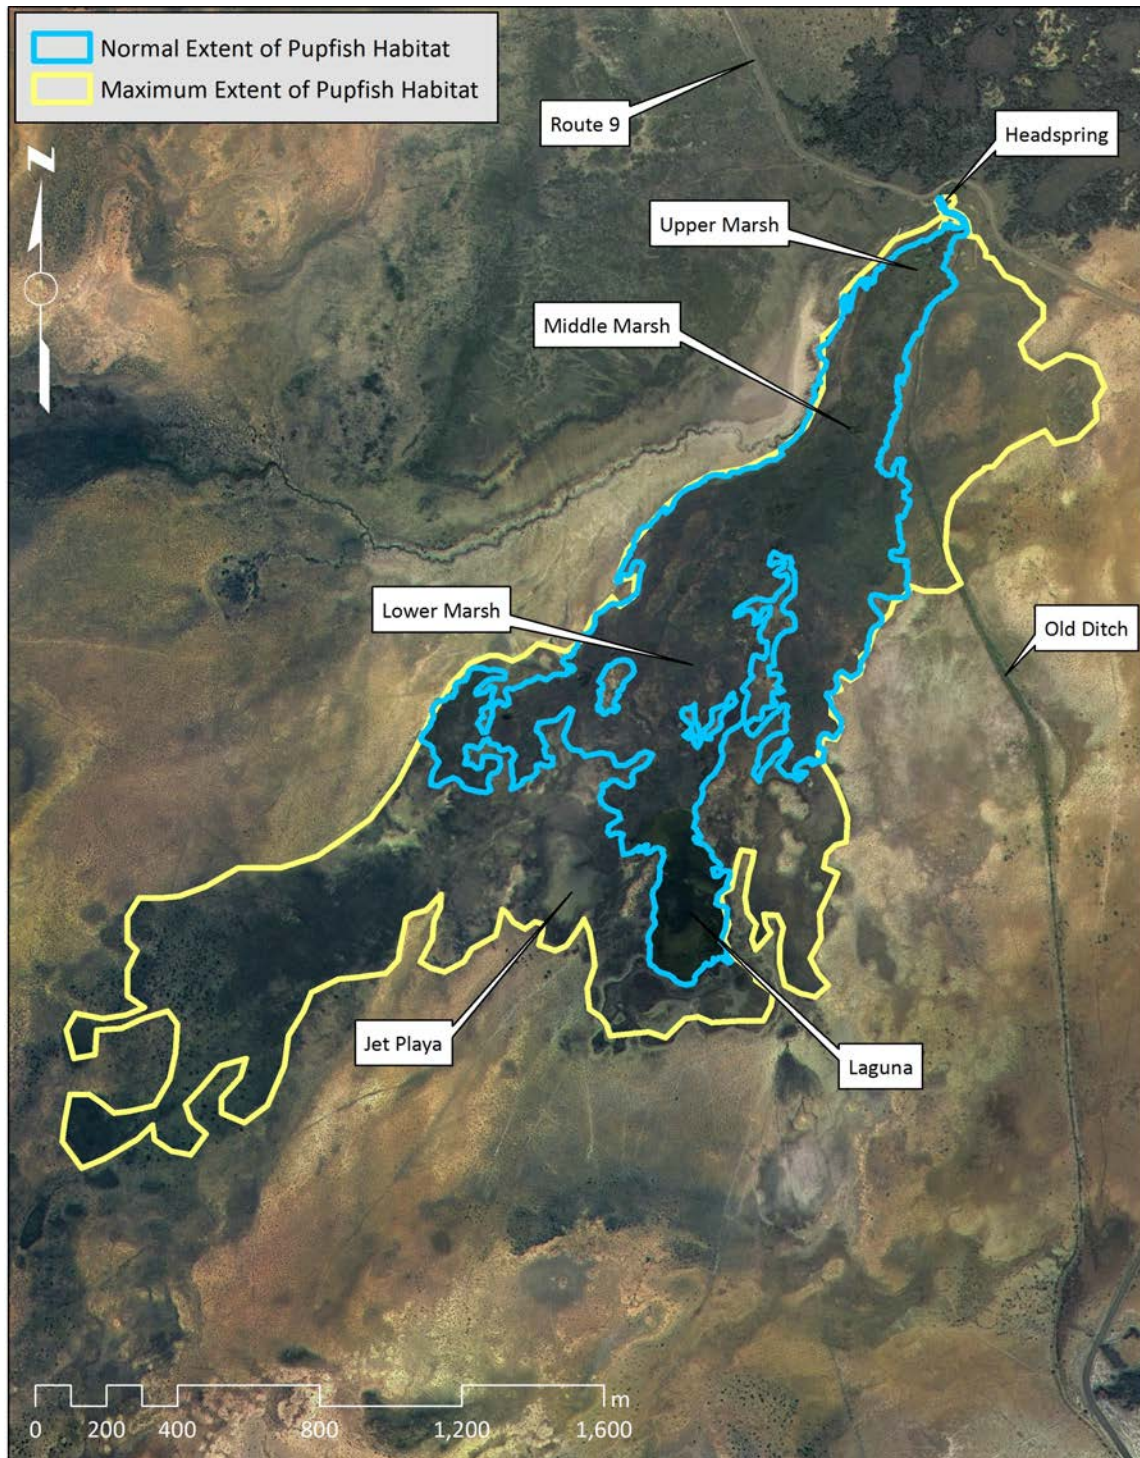 Normal Extent of Pupfish Habitat
Maximum Extent of Pupfish Habitat
Route 9
Headspring
N
Upper Marsh
Middle Marsh
Lower Marsh
Old Ditch
Jet Playa
Laguna
m
0 200 400 800 1,200 1,600